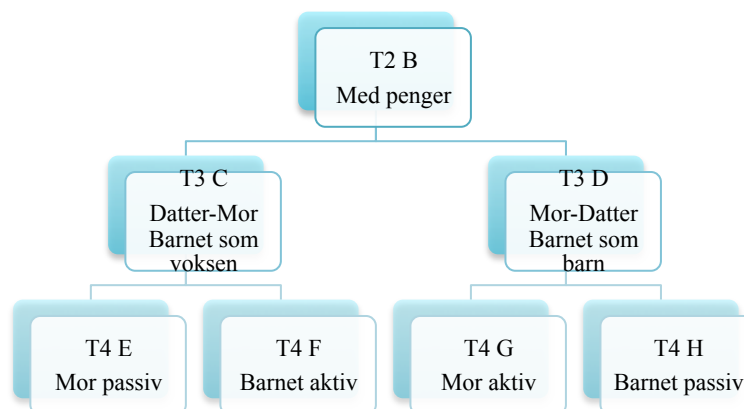 T2 B
Med penger
T3 C
Datter-Mor
Barnet som
voksen
T3 D
Mor-Datter
Barnet som
barn
T4 E
Mor passiv
T4 F
Barnet aktiv
T4 G
Mor aktiv
T4 H
Barnet passiv